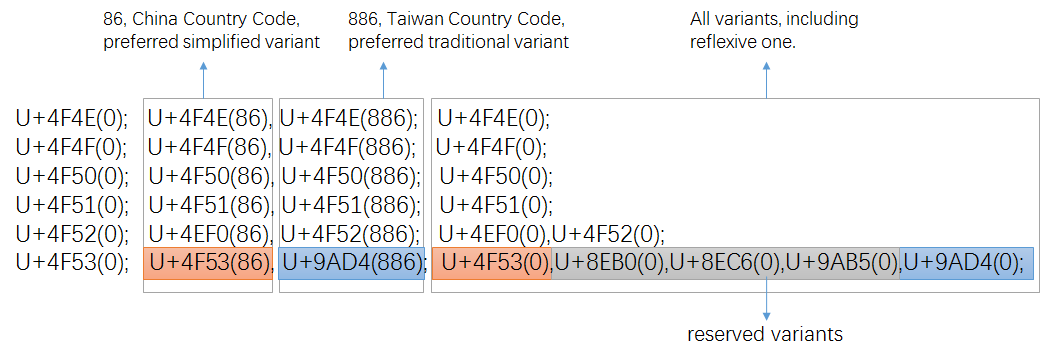 86, China Country Code,
preferred simplified variant
886, Taiwan Country Code,
preferred traditional variant
All variants, including
reflexive one.
U+4F4E(0); U+4F4E(86), U+4F4E(886); U+4F4E(0);
U+4F4F(0); U+4F4F(86), U+4F4F(886); U+4F4F(0);
U+4F50(0); U+4F50(86), U+4F50(886); U+4F50(0);
U+4F51(0); U+4F51(86), U+4F51(886); U+4F51(0);
U+4F52(0); U+4EF0(86), U+4F52(886); U+4EF0(0),U+4F52(0);
U+4F53(0); U+4F53(86), U+9AD4(886); U+4F53(0),U+8EB0(0),U+8EC6(0),U+9AB5(0),U+9AD4(0);
reserved variants